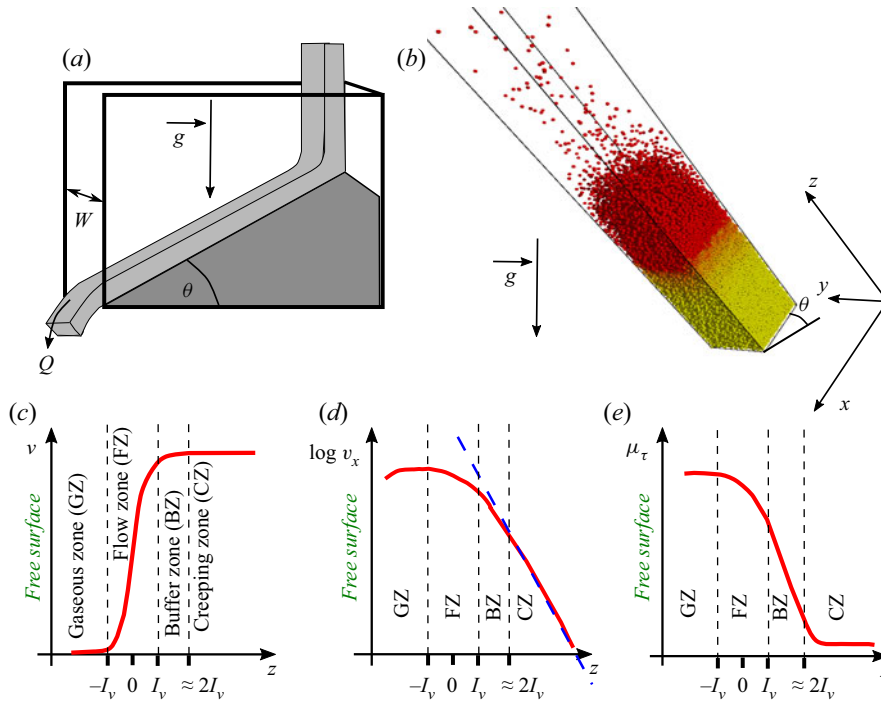 (a)
g
W
θ
Q
(b)
g
z
y
θ
x
(c)
v
Free surface
Gaseous zone (GZ)
Flow zone (FZ)
Buffer zone (BZ)
Creeping zone (CZ)
–I_v 0 I_v ≈ 2I_v z
(d)
log v_x
Free surface
GZ
FZ
BZ
CZ
–I_v 0 I_v ≈ 2I_v z
(e)
μ_τ
Free surface
GZ
FZ
BZ
CZ
–I_v 0 I_v ≈ 2I_v